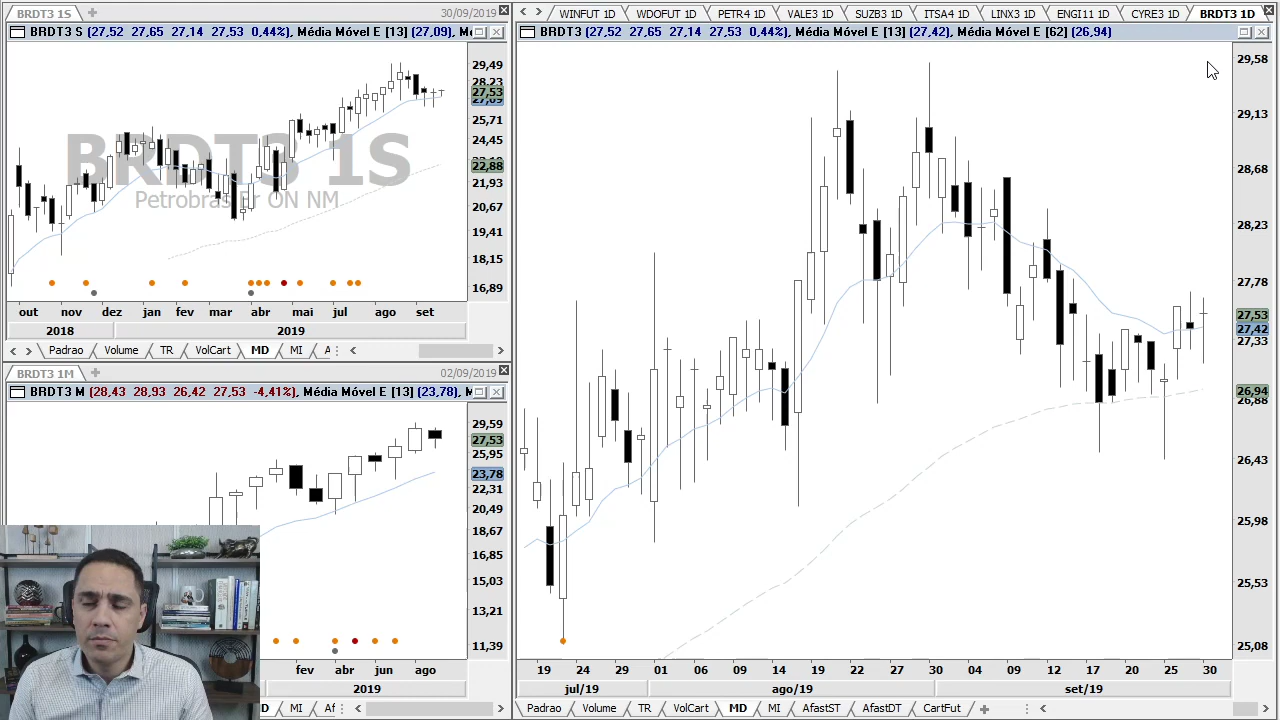 BRDT3 1S
30/09/2019
BRDT3 S (27,52 27,65 27,14 27,53 0,44%), Média Móvel E [13] (27,09), M
BRDT3 1S
Petrobras Br ON NM
29,49
28,23
27,53
27,09
25,71
24,45
22,88
21,93
20,67
19,41
18,15
16,89
out nov dez jan fev mar abr mai jul ago set
2018 2019
Padrao Volume TR VolCart MD MI A
BRDT3 1M
02/09/2019
BRDT3 M (28,43 28,93 26,42 27,53 -4,41%), Média Móvel E [13] (23,78), M
29,59
27,53
25,95
23,78
22,31
20,49
18,67
16,85
15,03
13,21
11,39
fev abr jun ago
2019
D MI Af
WINFUT 1D WDOFUT 1D PETR4 1D VALE3 1D SUZB3 1D ITSA4 1D LINX3 1D ENGI11 1D CYRE3 1D BRDT3 1D
BRDT3 (27,52 27,65 27,14 27,53 0,44%), Média Móvel E [13] (27,42), Média Móvel E [62] (26,94)
29,58
29,13
28,68
28,23
27,78
27,53
27,42
27,33
26,94
26,88
26,43
25,98
25,53
25,08
19 24 29 01 06 09 14 19 22 27 30 04 09 12 17 20 25 30
jul/19 ago/19 set/19
Padrao Volume TR VolCart MD MI AfastST AfastDT CartFut